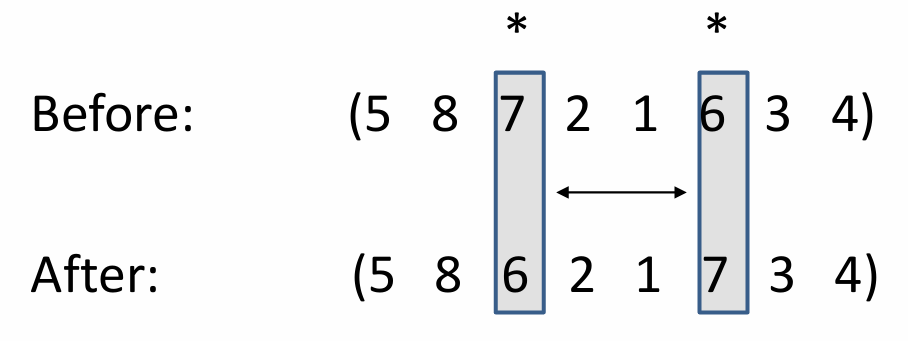 * *
Before: (5 8 7 2 1 6 3 4)
After: (5 8 6 2 1 7 3 4)